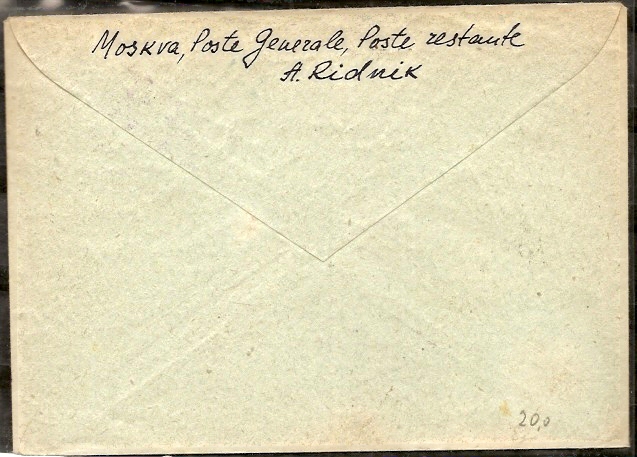 Moskva, Poste Generale, Poste restante
A. Ridnik
20,0